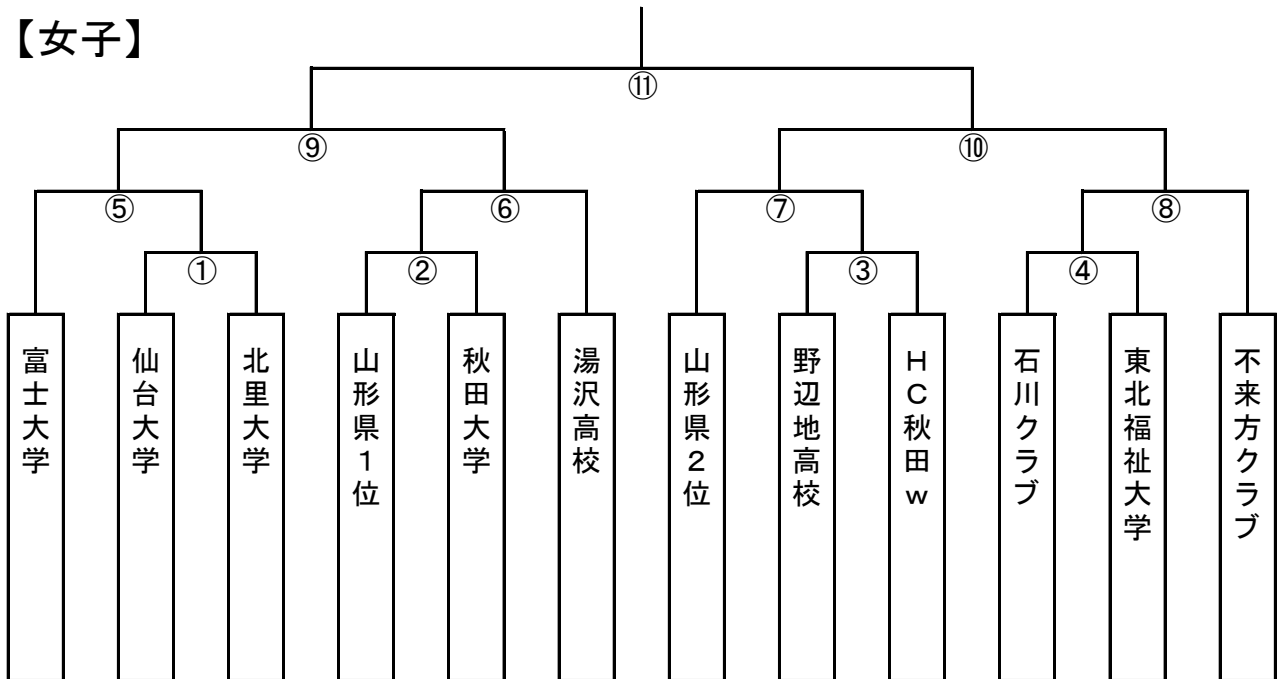 【女子】
⑪
⑨
⑩
⑤
⑥
⑦
⑧
①
②
③
④
富士大学
仙台大学
北里大学
山形県１位
秋田大学
湯沢高校
山形県２位
野辺地高校
ＨＣ秋田ｗ
石川クラブ
東北福祉大学
不来方クラブ